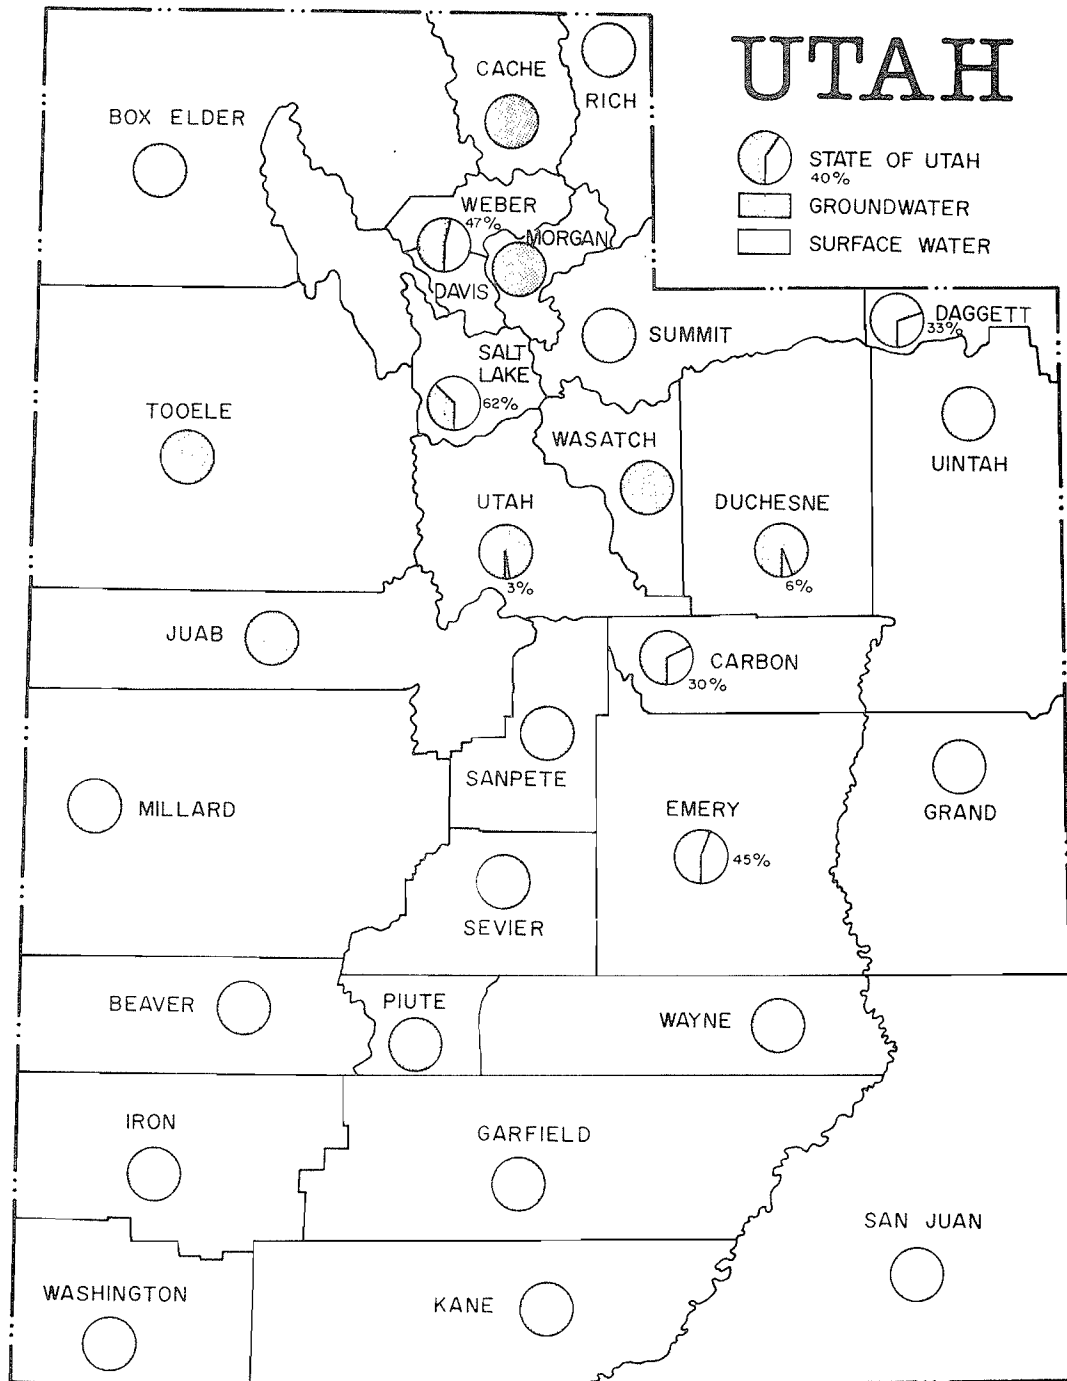 UTAH
STATE OF UTAH
40%
GROUNDWATER
SURFACE WATER
CACHE
RICH
BOX ELDER
WEBER
47%
MORGAN
DAVIS
SUMMIT
DAGGETT
33%
SALT
LAKE
62%
TOOELE
WASATCH
UINTAH
UTAH
3%
DUCHESNE
6%
JUAB
CARBON
30%
SANPETE
MILLARD
EMERY
45%
GRAND
SEVIER
BEAVER
PIUTE
WAYNE
IRON
GARFIELD
SAN JUAN
WASHINGTON
KANE